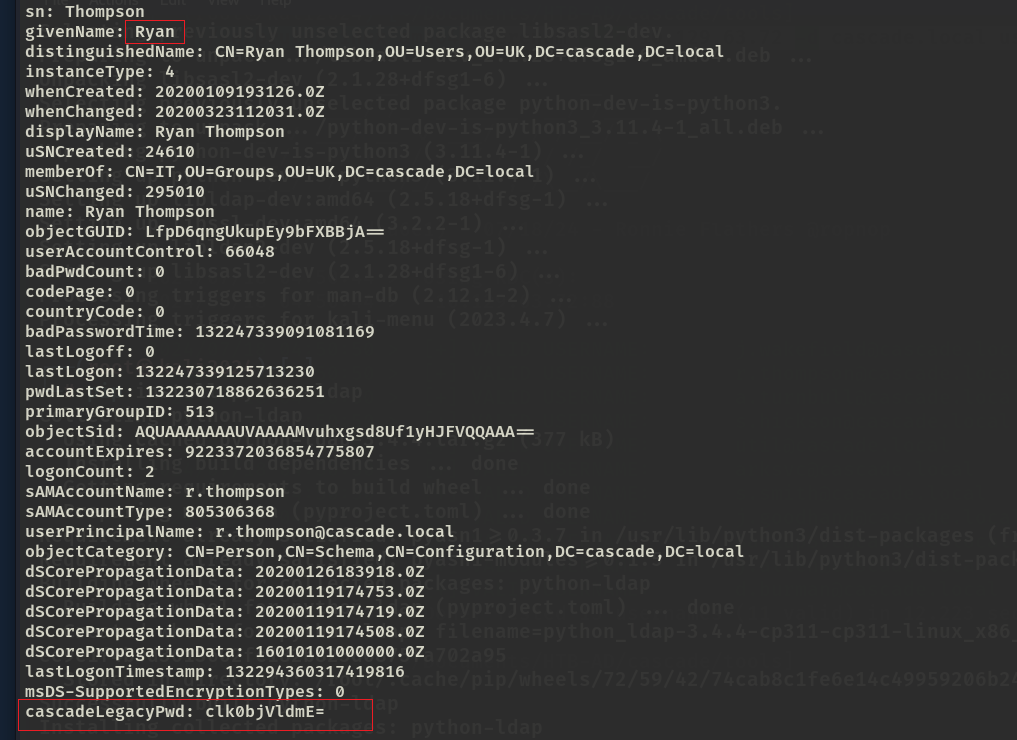 sn: Thompson
givenName: Ryan
distinguishedName: CN=Ryan Thompson,OU=Users,OU=UK,DC=cascade,DC=local
instanceType: 4
whenCreated: 20200109193126.0Z
whenChanged: 20200323112031.0Z
displayName: Ryan Thompson
uSNCreated: 24610
memberOf: CN=IT,OU=Groups,OU=UK,DC=cascade,DC=local
uSNChanged: 295010
name: Ryan Thompson
objectGUID: LfpD6qngUkupEy9bFXBBjA==
userAccountControl: 66048
badPwdCount: 0
codePage: 0
countryCode: 0
badPasswordTime: 132247339091081169
lastLogoff: 0
lastLogon: 132247339125713230
pwdLastSet: 132230718862636251
primaryGroupID: 513
objectSid: AQUAAAAAAAUVAAAAMvuhxgsd8Uf1yHJFVQQAAA==
accountExpires: 9223372036854775807
logonCount: 2
sAMAccountName: r.thompson
sAMAccountType: 805306368
userPrincipalName: r.thompson@cascade.local
objectCategory: CN=Person,CN=Schema,CN=Configuration,DC=cascade,DC=local
dSCorePropagationData: 20200126183918.0Z
dSCorePropagationData: 20200119174753.0Z
dSCorePropagationData: 20200119174719.0Z
dSCorePropagationData: 20200119174508.0Z
dSCorePropagationData: 16010101000000.0Z
lastLogonTimestamp: 132294360317419816
msDS-SupportedEncryptionTypes: 0
cascadeLegacyPwd: clk0bjVldmE=